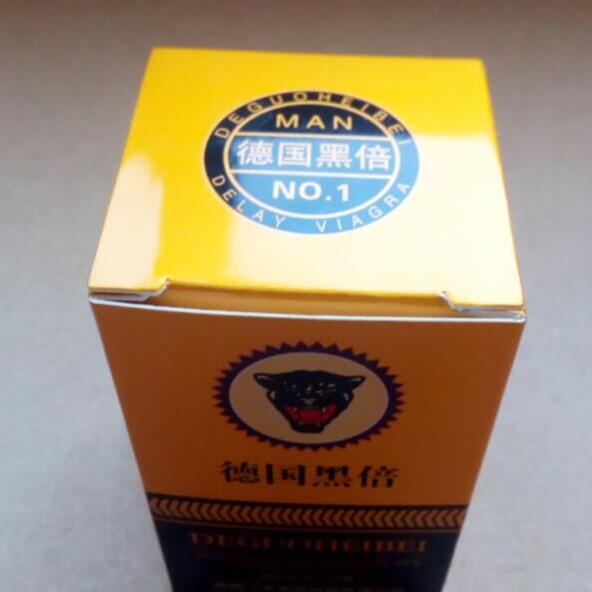 DEGUOHEIBEI
MAN
德国黑倍
NO.1
DELAY VIAGRA
德国黑倍
DEGUOHEIBEI